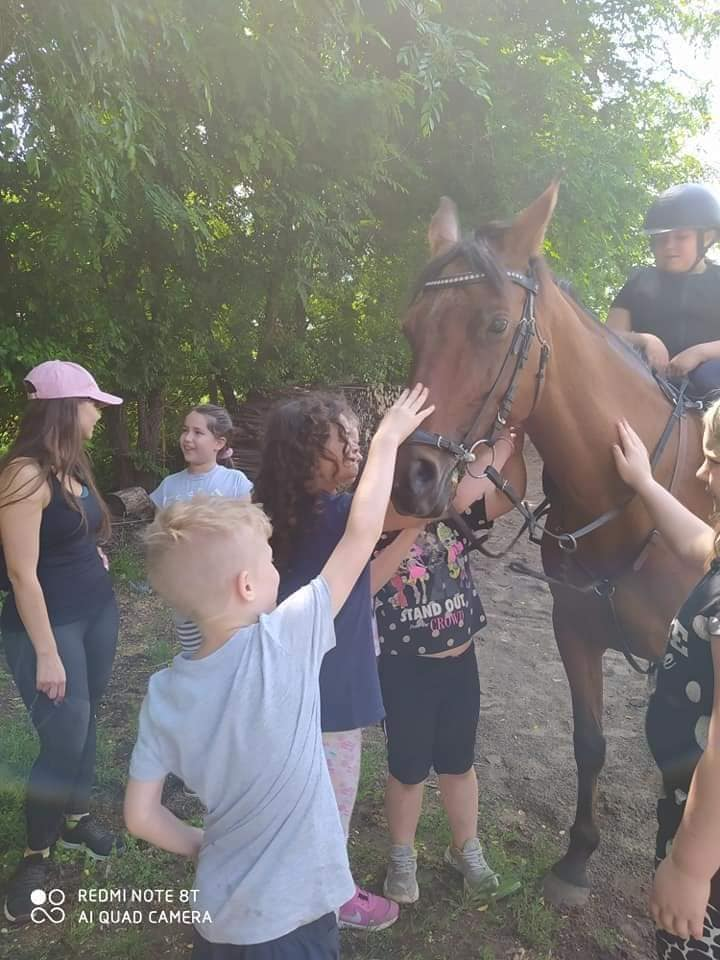 STAND OUT
CROWD
REDMI NOTE 8T
AI QUAD CAMERA